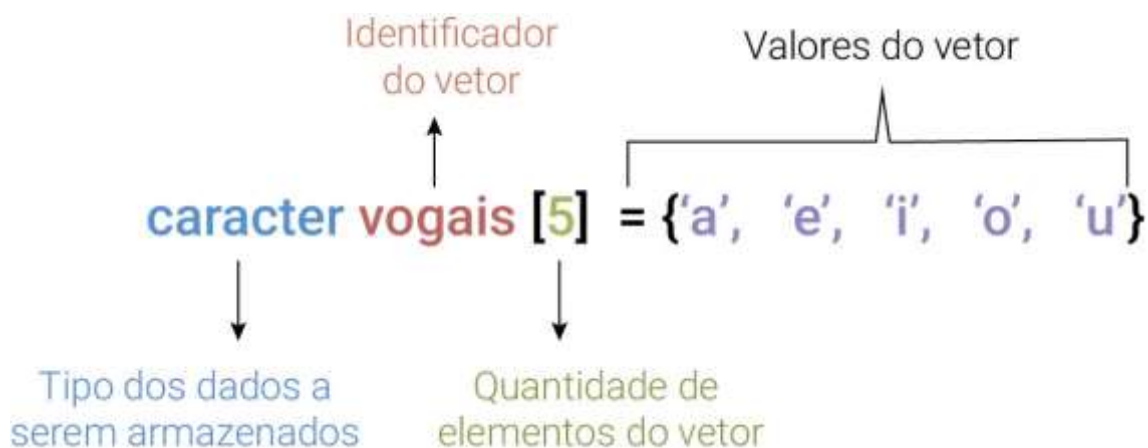 Identificador
do vetor
Valores do vetor
caracter vogais [5] = {‘a’, ‘e’, ‘i’, ‘o’, ‘u’}
Tipo dos dados a
serem armazenados
Quantidade de
elementos do vetor